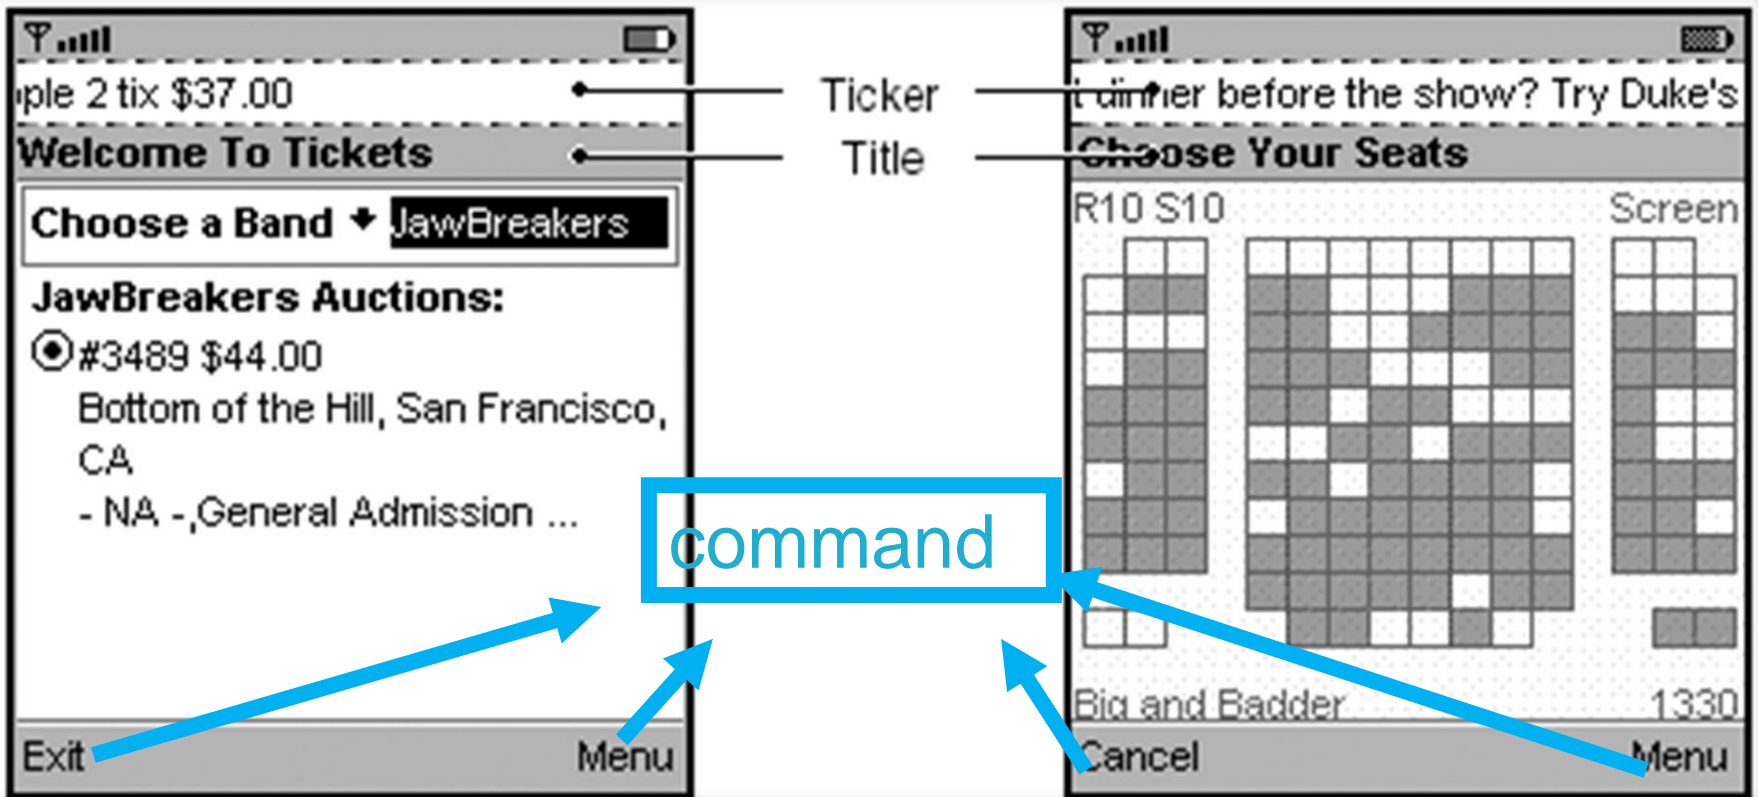 ple 2 tix $37.00
Welcome To Tickets
Choose a Band JawBreakers
JawBreakers Auctions:
#3489 $44.00
Bottom of the Hill, San Francisco,
CA
- NA -,General Admission ...
Exit
Menu
Ticker
Title
command
t dinner before the show? Try Duke's
Choose Your Seats
R10 S10
Screen
Big and Badder
1330
Cancel
Menu